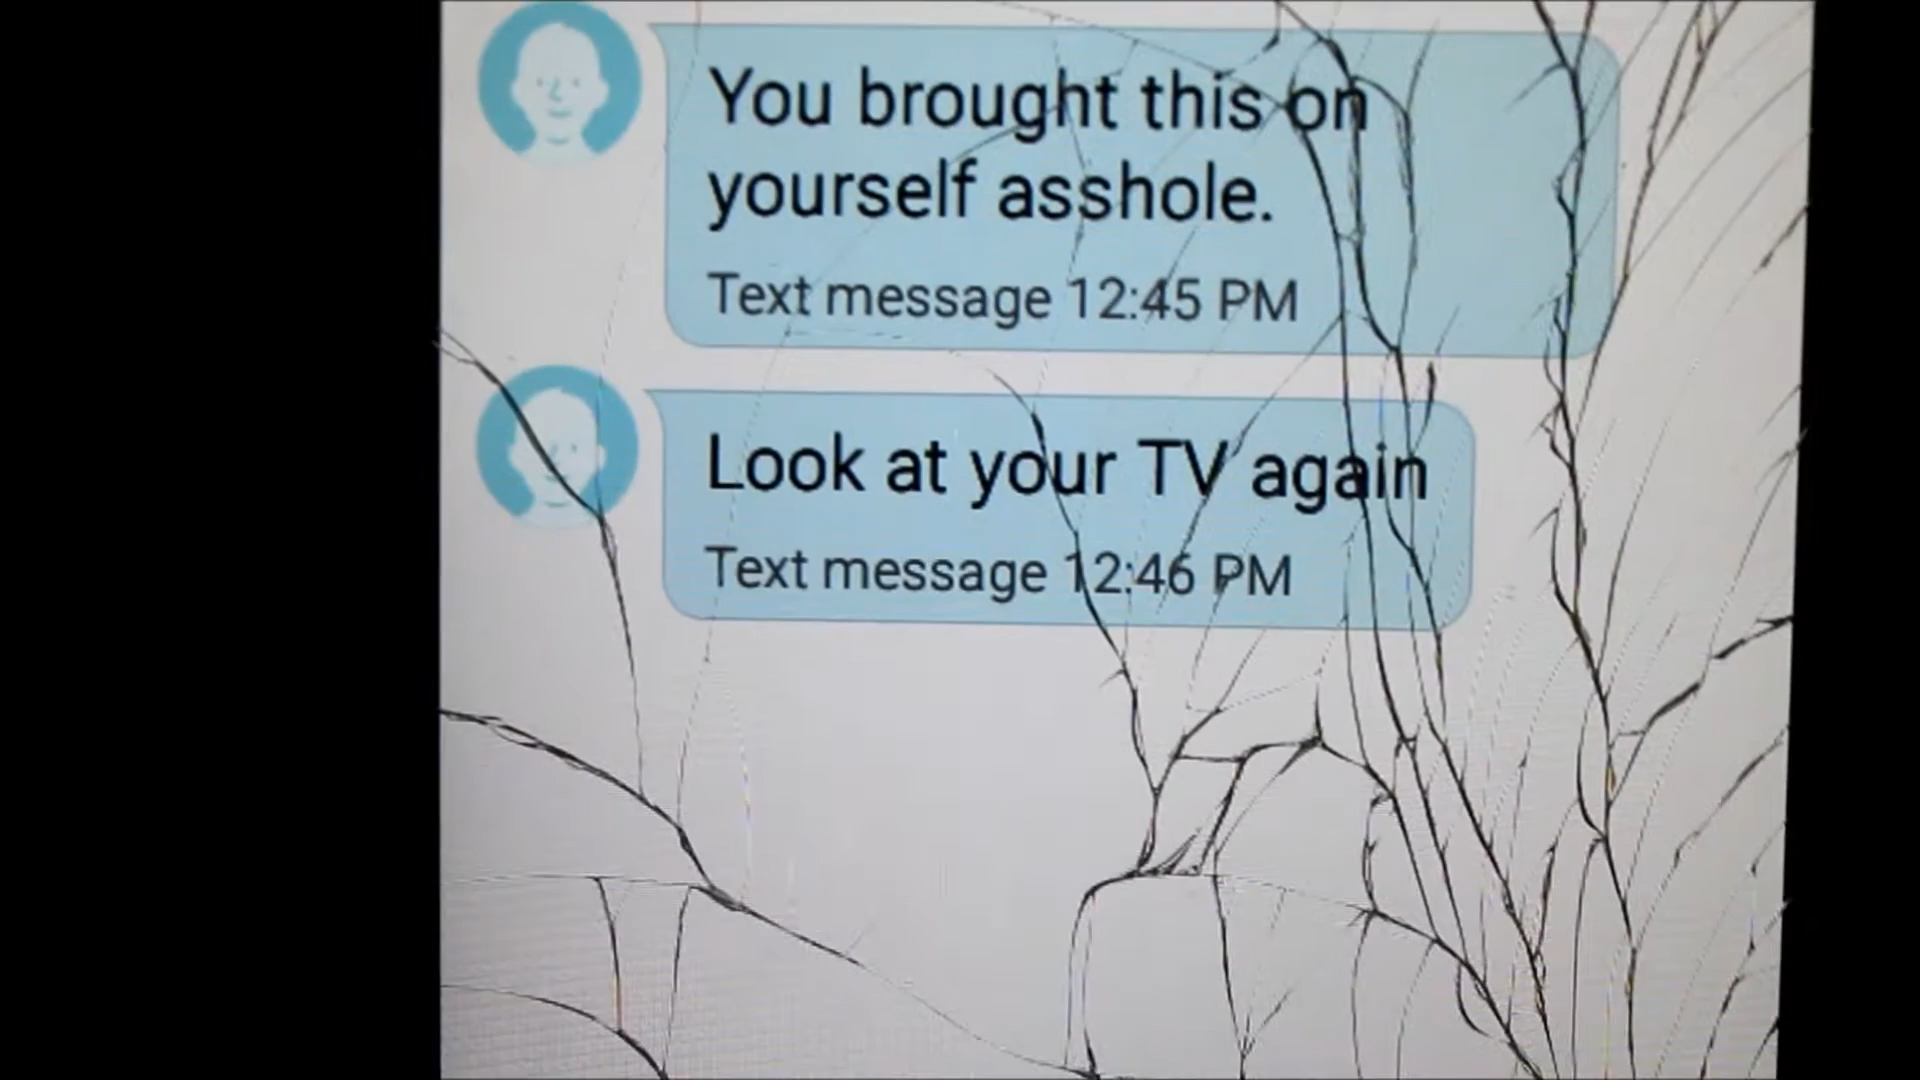 You brought this on
yourself asshole.
Text message 12:45 PM
Look at your TV again
Text message 12:46 PM